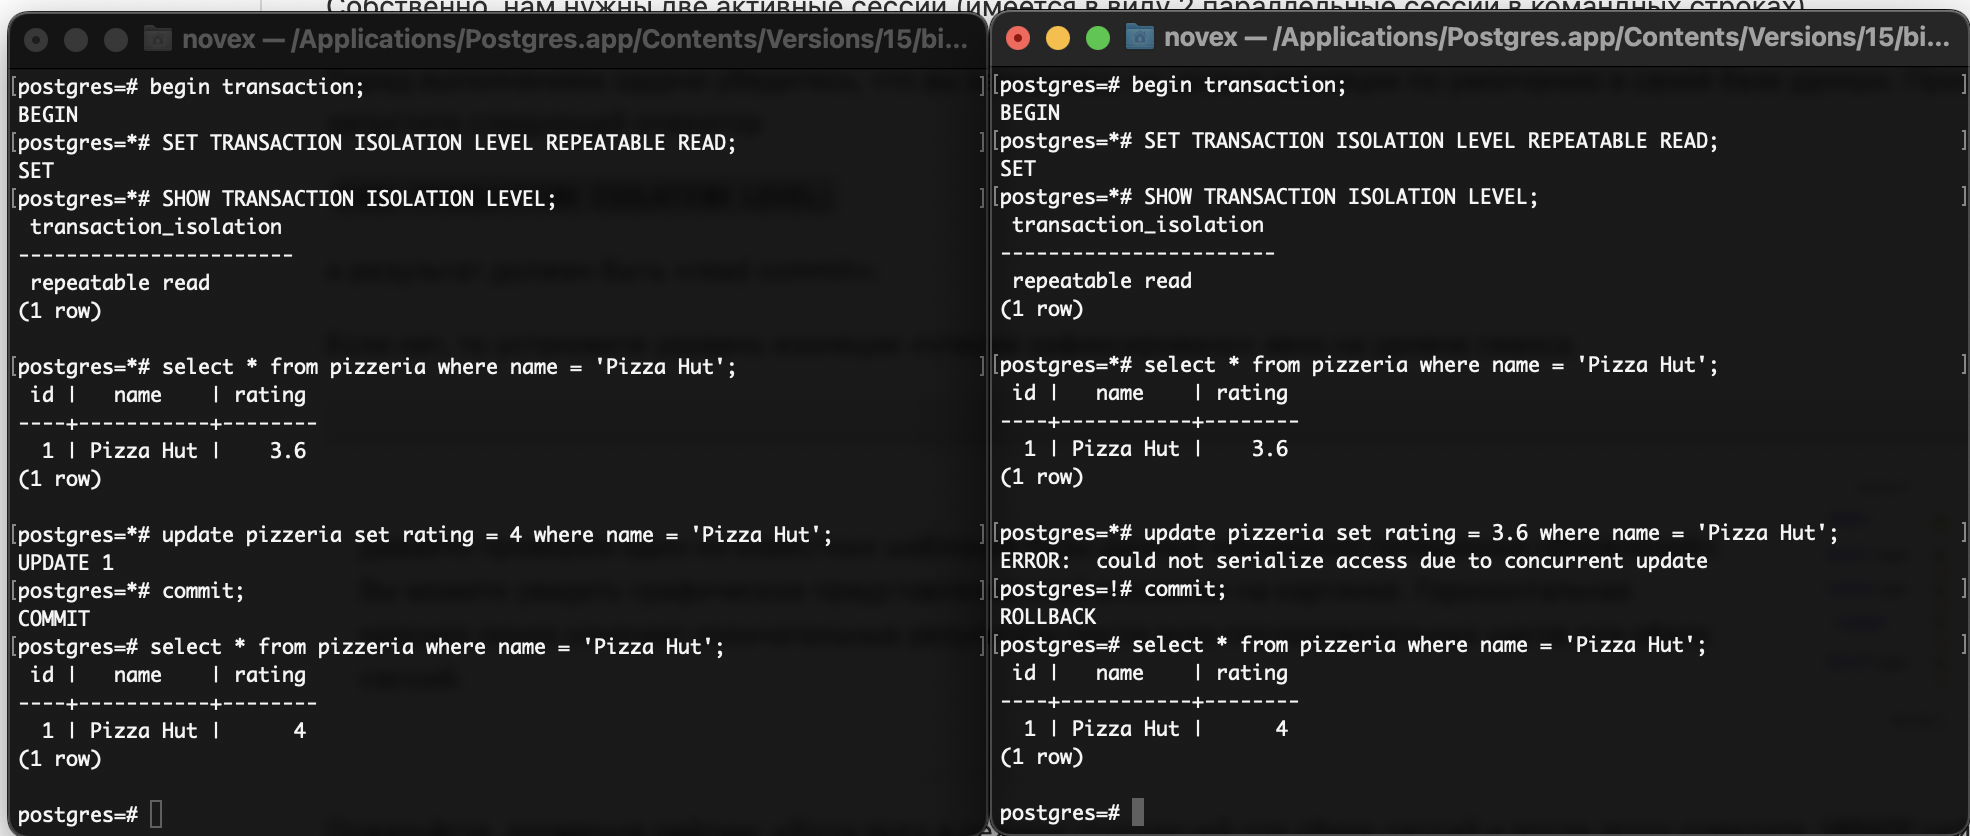 Собственно, нам нужны две активные сессии (имеется в виду 2 параллельные сессии в командных строках)
novex — /Applications/Postgres.app/Contents/Versions/15/bi...
[postgres=# begin transaction; ]
BEGIN
[postgres=*# SET TRANSACTION ISOLATION LEVEL REPEATABLE READ; ]
SET
[postgres=*# SHOW TRANSACTION ISOLATION LEVEL; ]
transaction_isolation
-----------------------
repeatable read
(1 row)
[postgres=*# select * from pizzeria where name = 'Pizza Hut'; ]
id | name | rating
----+-----------+--------
1 | Pizza Hut | 3.6
(1 row)
[postgres=*# update pizzeria set rating = 4 where name = 'Pizza Hut'; ]
UPDATE 1
[postgres=*# commit; ]
COMMIT
[postgres=# select * from pizzeria where name = 'Pizza Hut'; ]
id | name | rating
----+-----------+--------
1 | Pizza Hut | 4
(1 row)
postgres=#
novex — /Applications/Postgres.app/Contents/Versions/15/bi...
[postgres=# begin transaction; ]
BEGIN
[postgres=*# SET TRANSACTION ISOLATION LEVEL REPEATABLE READ; ]
SET
[postgres=*# SHOW TRANSACTION ISOLATION LEVEL; ]
transaction_isolation
-----------------------
repeatable read
(1 row)
[postgres=*# select * from pizzeria where name = 'Pizza Hut'; ]
id | name | rating
----+-----------+--------
1 | Pizza Hut | 3.6
(1 row)
[postgres=*# update pizzeria set rating = 3.6 where name = 'Pizza Hut'; ]
ERROR:  could not serialize access due to concurrent update
[postgres=!# commit; ]
ROLLBACK
[postgres=# select * from pizzeria where name = 'Pizza Hut'; ]
id | name | rating
----+-----------+--------
1 | Pizza Hut | 4
(1 row)
postgres=#